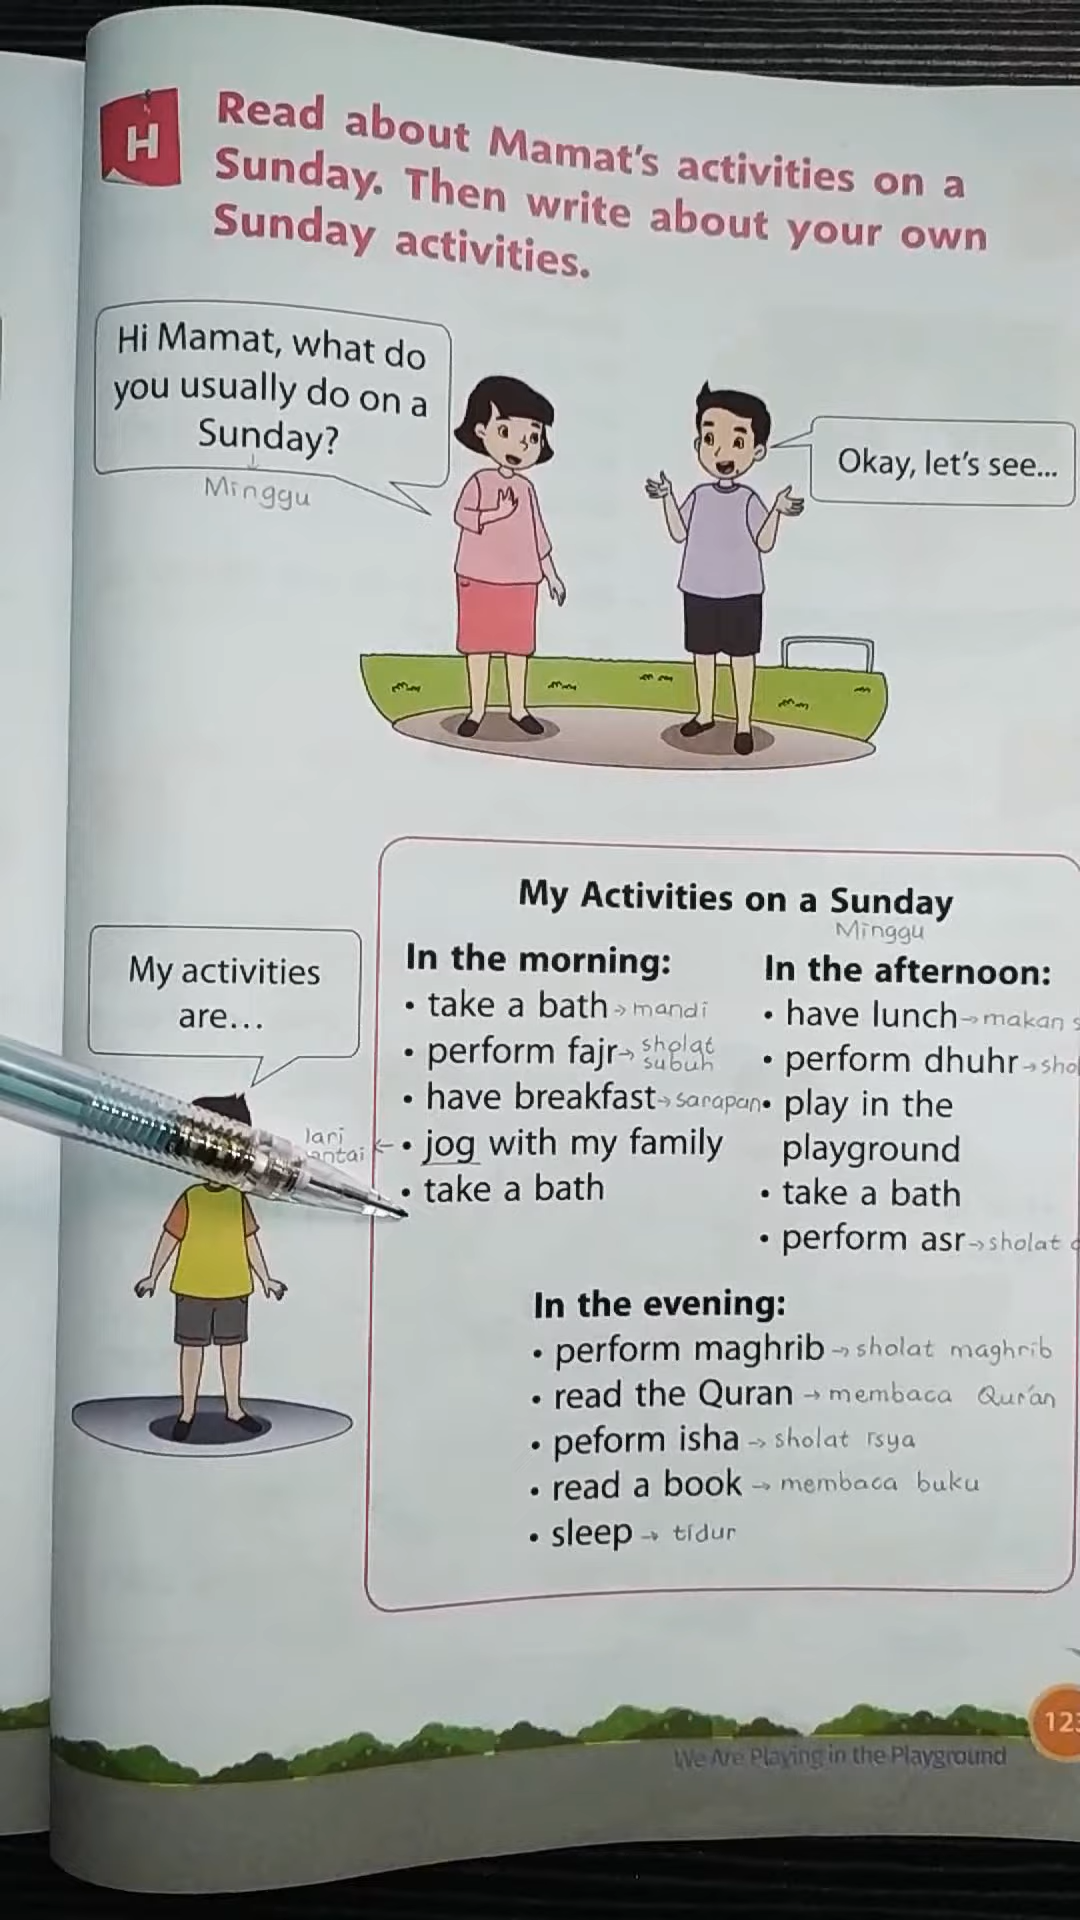 H
Read about Mamat's activities on a
Sunday. Then write about your own
Sunday activities.
Hi Mamat, what do
you usually do on a
Sunday?
Minggu
Okay, let's see...
My activities
are...
My Activities on a Sunday
Minggu
In the morning:
• take a bath → mandi
• perform fajr → sholat subuh
• have breakfast → sarapan
lari ← • jog with my family
• take a bath
In the afternoon:
• have lunch → makan
• perform dhuhr →
• play in the
playground
• take a bath
• perform asr → sholat
In the evening:
• perform maghrib → sholat maghrib
• read the Quran → membaca Qur'an
• peform isha → sholat Isya
• read a book → membaca buku
• sleep → tidur
We Are Playing in the Playground